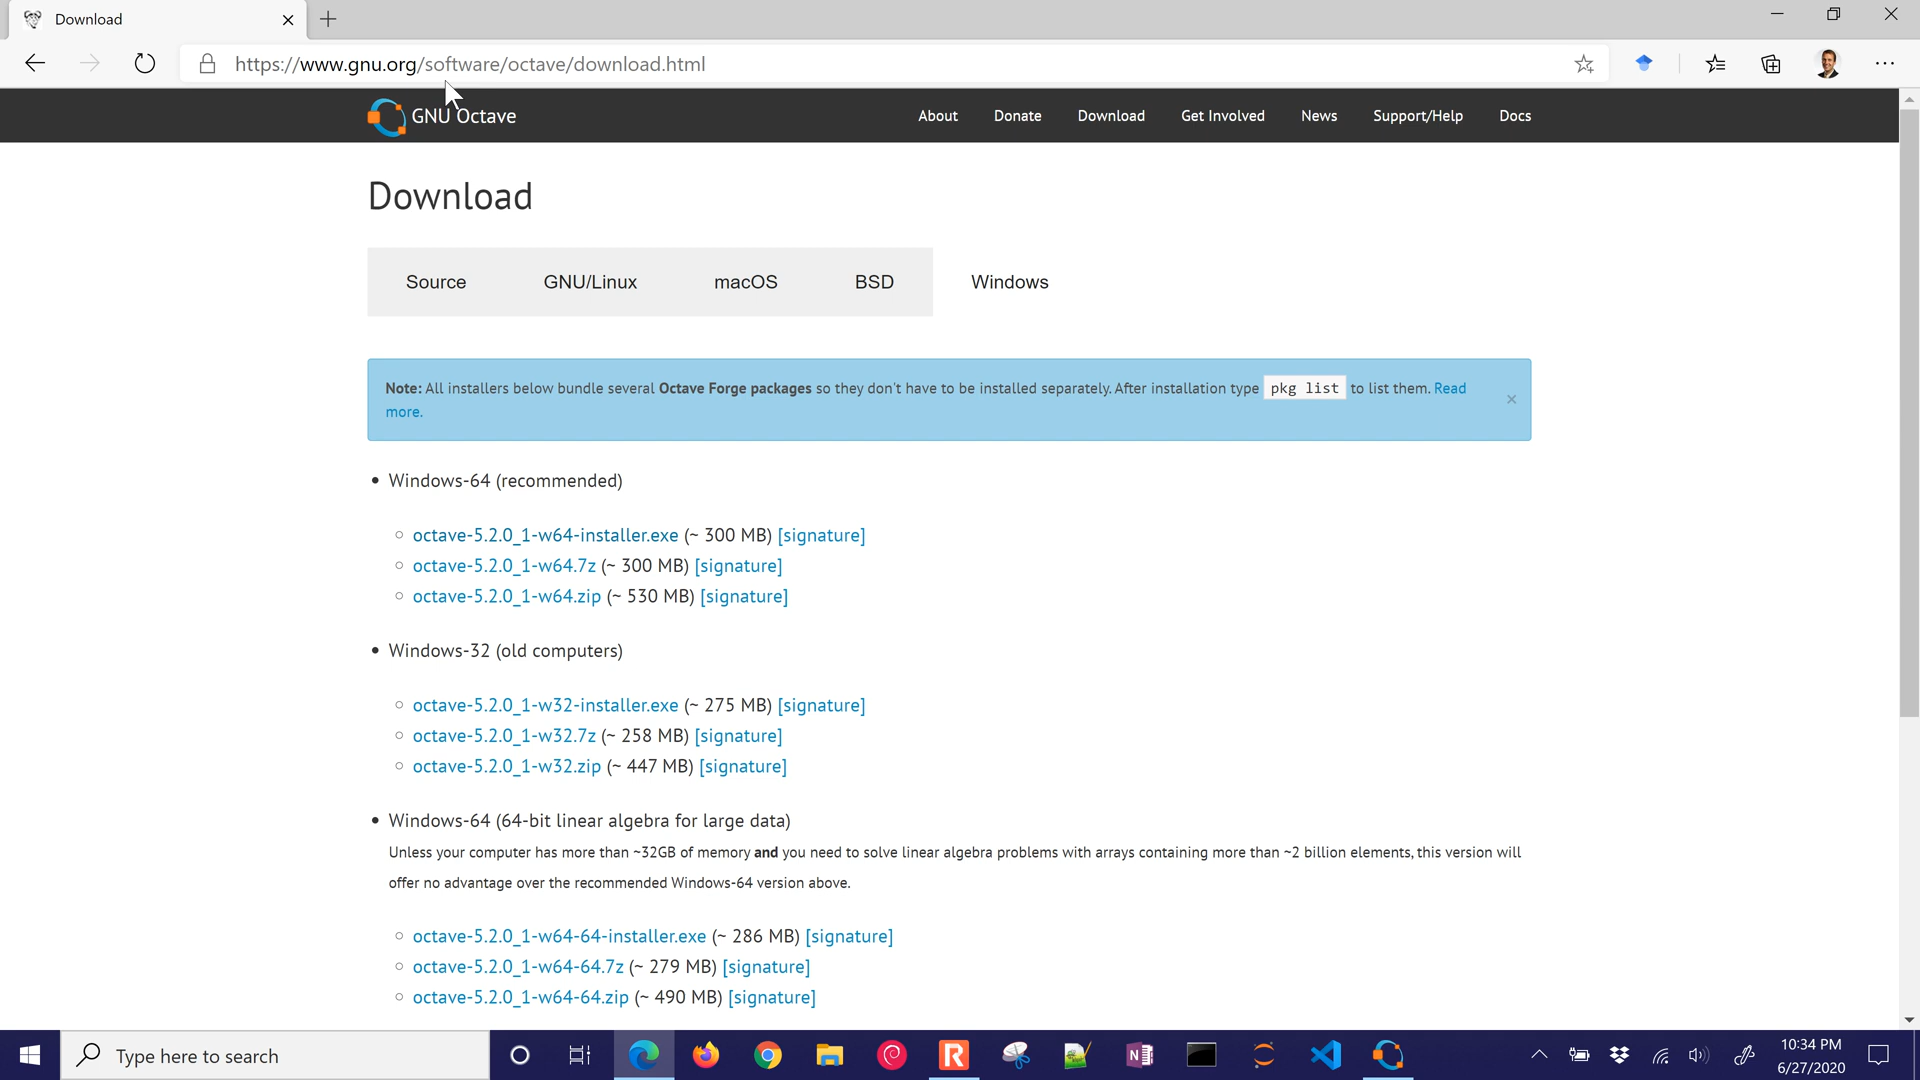 Download
https://www.gnu.org/software/octave/download.html
GNU Octave
About
Donate
Download
Get Involved
News
Support/Help
Docs
Download
Source
GNU/Linux
macOS
BSD
Windows
Note: All installers below bundle several Octave Forge packages so they don't have to be installed separately. After installation type pkg list to list them. Read
more.
Windows-64 (recommended)
octave-5.2.0_1-w64-installer.exe (~ 300 MB) [signature]
octave-5.2.0_1-w64.7z (~ 300 MB) [signature]
octave-5.2.0_1-w64.zip (~ 530 MB) [signature]
Windows-32 (old computers)
octave-5.2.0_1-w32-installer.exe (~ 275 MB) [signature]
octave-5.2.0_1-w32.7z (~ 258 MB) [signature]
octave-5.2.0_1-w32.zip (~ 447 MB) [signature]
Windows-64 (64-bit linear algebra for large data)
Unless your computer has more than ~32GB of memory and you need to solve linear algebra problems with arrays containing more than ~2 billion elements, this version will
offer no advantage over the recommended Windows-64 version above.
octave-5.2.0_1-w64-64-installer.exe (~ 286 MB) [signature]
octave-5.2.0_1-w64-64.7z (~ 279 MB) [signature]
octave-5.2.0_1-w64-64.zip (~ 490 MB) [signature]
Type here to search
R
N
10:34 PM
6/27/2020